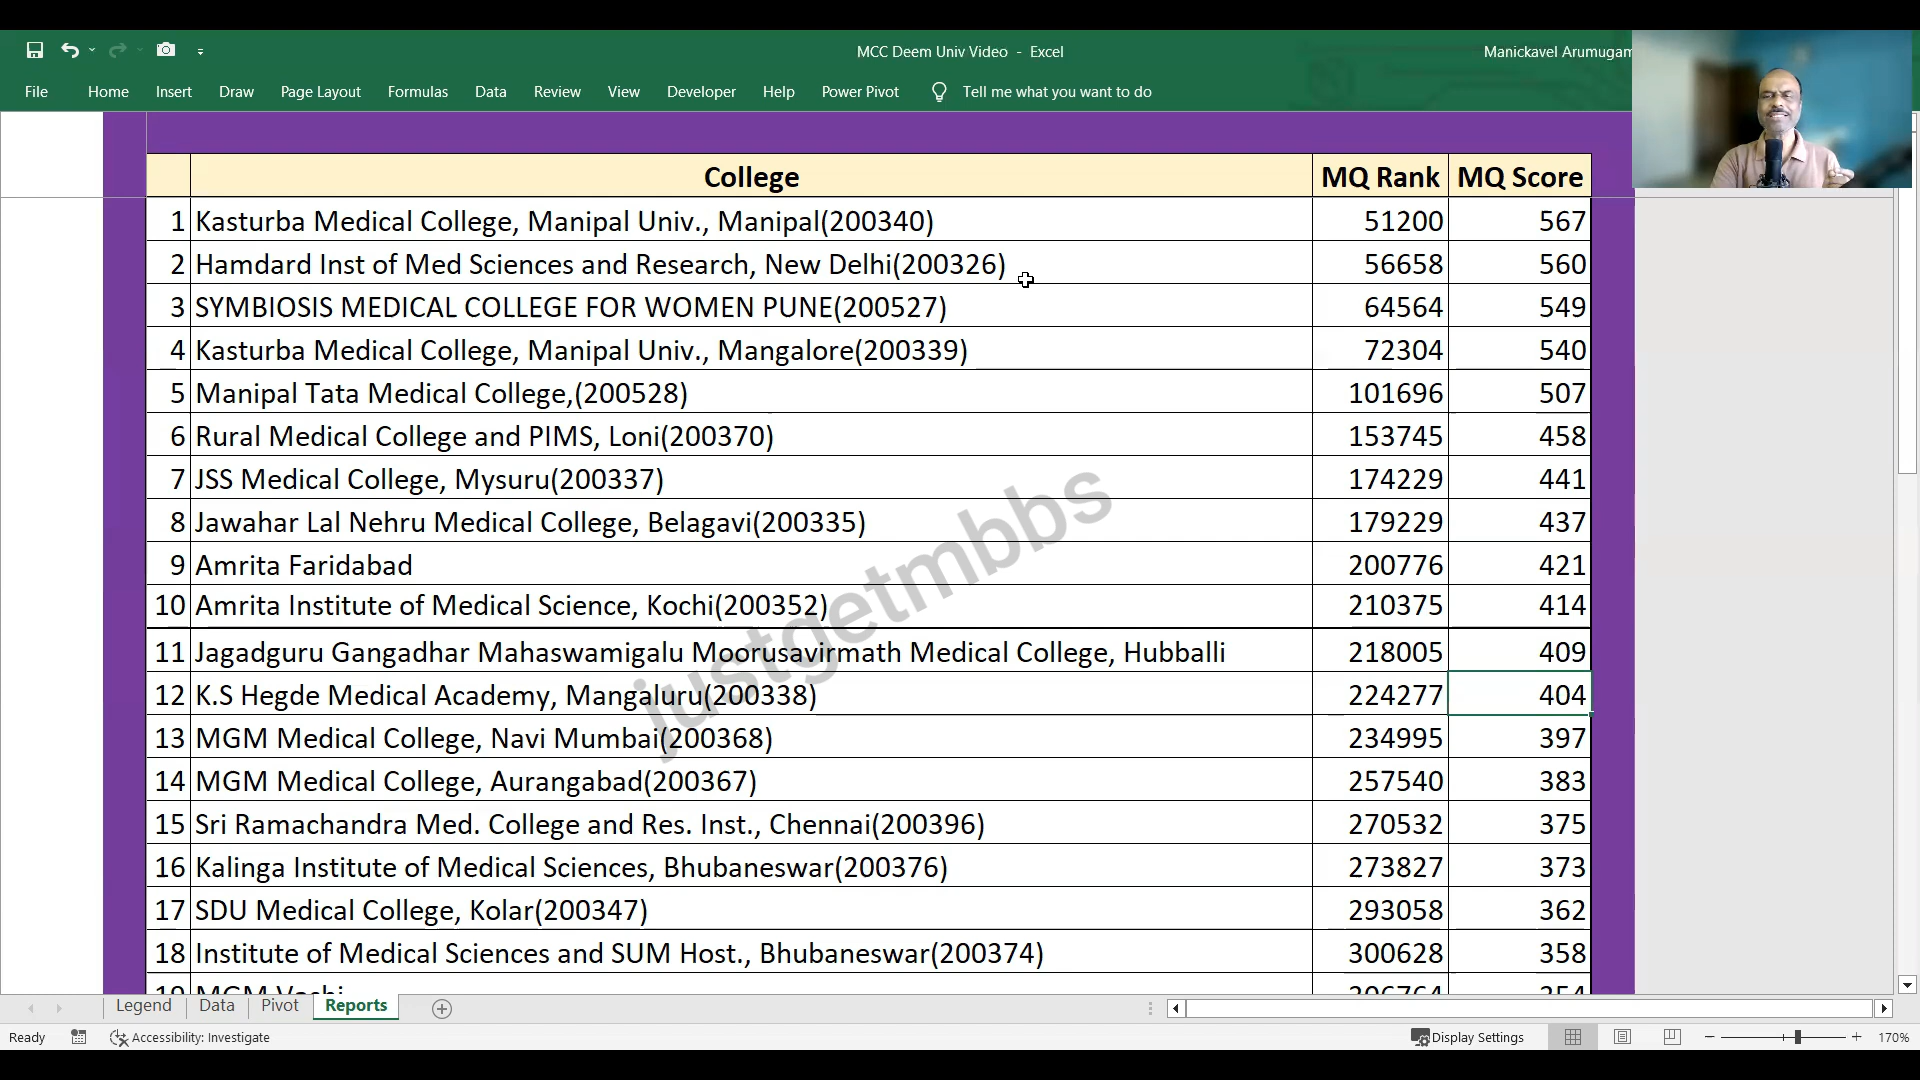 MCC Deem Univ Video - Excel
Manickavel Arumugam
File Home Insert Draw Page Layout Formulas Data Review View Developer Help Power Pivot Tell me what you want to do
College MQ Rank MQ Score
1 Kasturba Medical College, Manipal Univ., Manipal(200340) 51200 567
2 Hamdard Inst of Med Sciences and Research, New Delhi(200326) 56658 560
3 SYMBIOSIS MEDICAL COLLEGE FOR WOMEN PUNE(200527) 64564 549
4 Kasturba Medical College, Manipal Univ., Mangalore(200339) 72304 540
5 Manipal Tata Medical College,(200528) 101696 507
6 Rural Medical College and PIMS, Loni(200370) 153745 458
7 JSS Medical College, Mysuru(200337) 174229 441
8 Jawahar Lal Nehru Medical College, Belagavi(200335) 179229 437
9 Amrita Faridabad 200776 421
10 Amrita Institute of Medical Science, Kochi(200352) 210375 414
11 Jagadguru Gangadhar Mahaswamigalu Moorusavirmath Medical College, Hubballi 218005 409
12 K.S Hegde Medical Academy, Mangaluru(200338) 224277 404
13 MGM Medical College, Navi Mumbai(200368) 234995 397
14 MGM Medical College, Aurangabad(200367) 257540 383
15 Sri Ramachandra Med. College and Res. Inst., Chennai(200396) 270532 375
16 Kalinga Institute of Medical Sciences, Bhubaneswar(200376) 273827 373
17 SDU Medical College, Kolar(200347) 293058 362
18 Institute of Medical Sciences and SUM Host., Bhubaneswar(200374) 300628 358
19 MGM Vashi 306764 354
justgetmbbs
Legend Data Pivot Reports
Ready Accessibility: Investigate Display Settings 170%